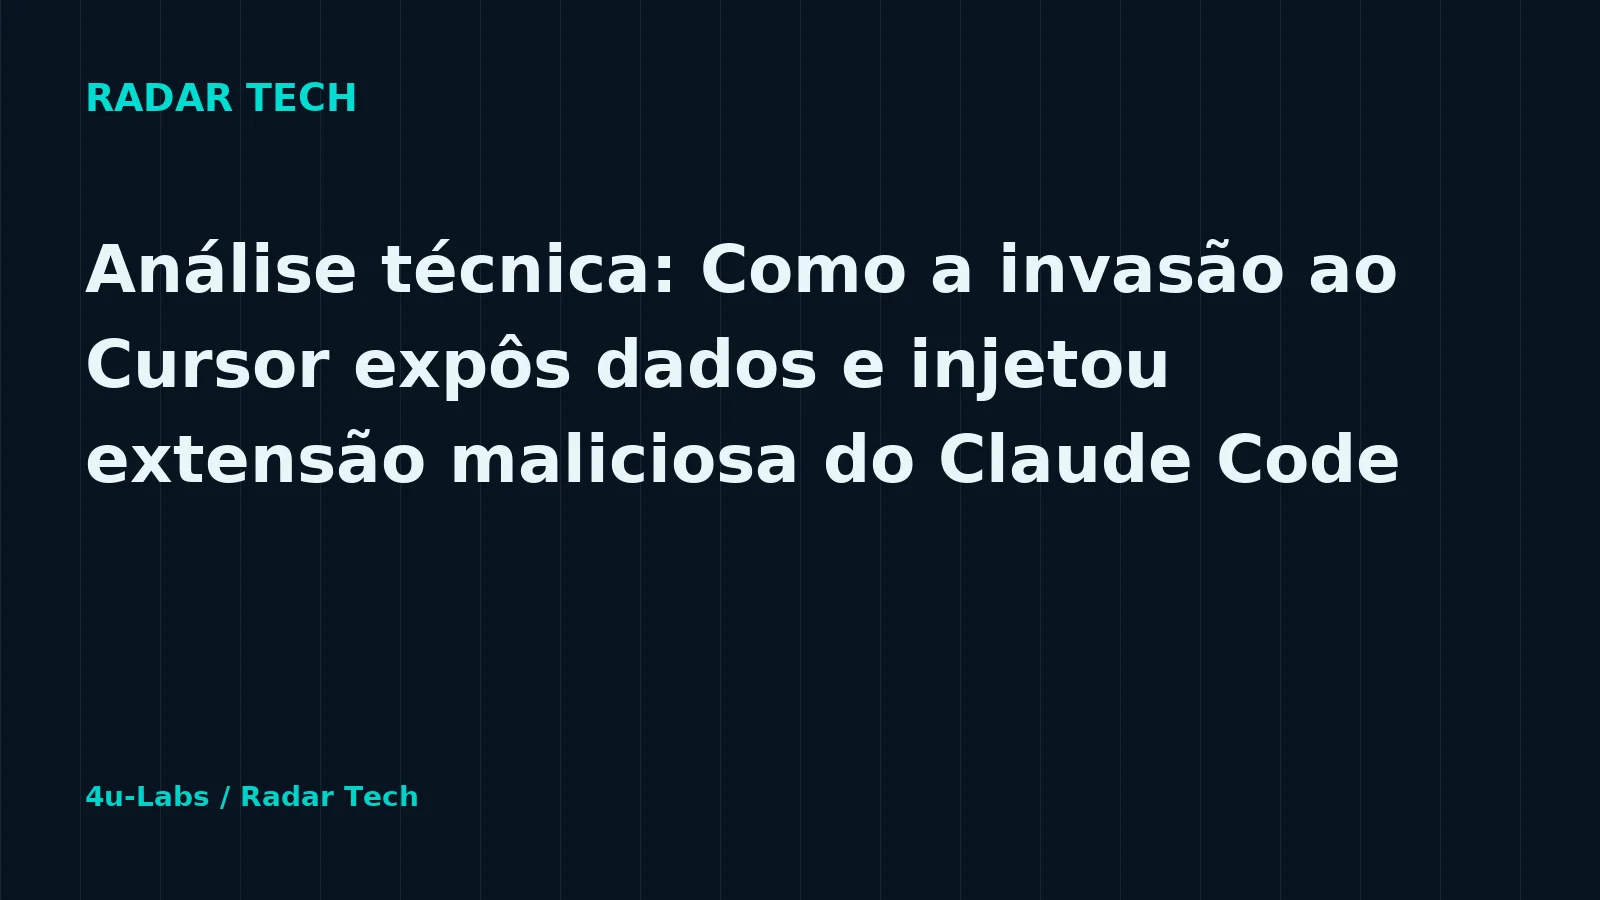 RADAR TECH
Análise técnica: Como a invasão ao
Cursor expôs dados e injetou
extensão maliciosa do Claude Code
4u-Labs / Radar Tech